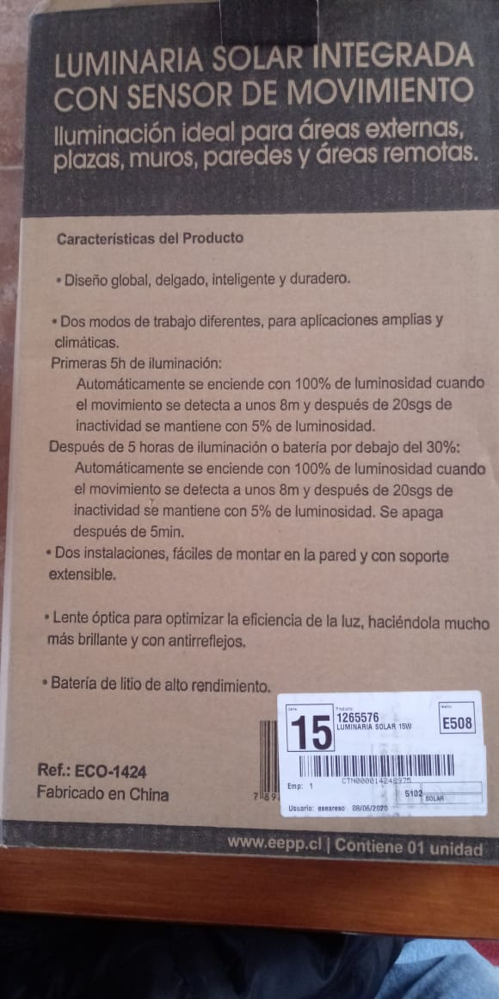 LUMINARIA SOLAR INTEGRADA
CON SENSOR DE MOVIMIENTO
Iluminación ideal para áreas externas,
plazas, muros, paredes y áreas remotas.
Características del Producto
• Diseño global, delgado, inteligente y duradero.
• Dos modos de trabajo diferentes, para aplicaciones amplias y
climáticas.
Primeras 5h de iluminación:
Automáticamente se enciende con 100% de luminosidad cuando
el movimiento se detecta a unos 8m y después de 20sgs de
inactividad se mantiene con 5% de luminosidad.
Después de 5 horas de iluminación o batería por debajo del 30%:
Automáticamente se enciende con 100% de luminosidad cuando
el movimiento se detecta a unos 8m y después de 20sgs de
inactividad se mantiene con 5% de luminosidad. Se apaga
después de 5min.
• Dos instalaciones, fáciles de montar en la pared y con soporte
extensible.
• Lente óptica para optimizar la eficiencia de la luz, haciéndola mucho
más brillante y con antirreflejos.
• Batería de litio de alto rendimiento.
Producto
15 1265576 E508
LUMINARIA SOLAR 15W
CTN000014248975
Emp: 1
5102 SOLAR
Usuario: eseareso 08/06/2020
Ref.: ECO-1424
Fabricado en China
789
www.eepp.cl | Contiene 01 unidad